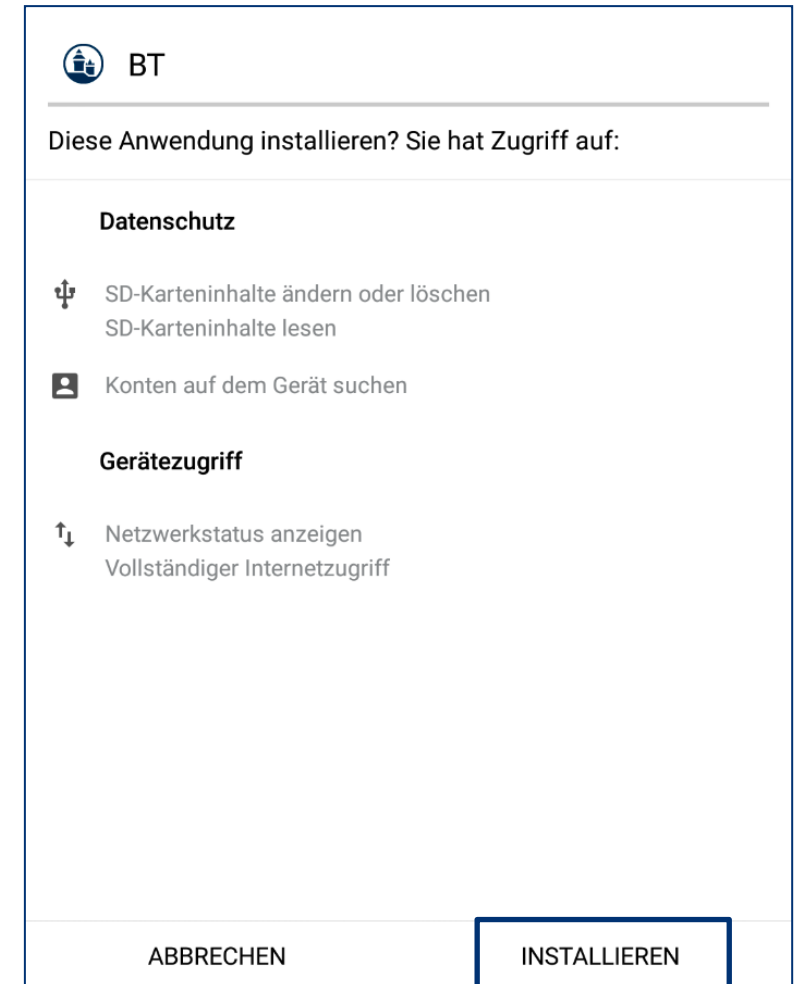 BT
Diese Anwendung installieren? Sie hat Zugriff auf:
Datenschutz
SD-Karteninhalte ändern oder löschen
SD-Karteninhalte lesen
Konten auf dem Gerät suchen
Gerätezugriff
Netzwerkstatus anzeigen
Vollständiger Internetzugriff
ABBRECHEN
INSTALLIEREN